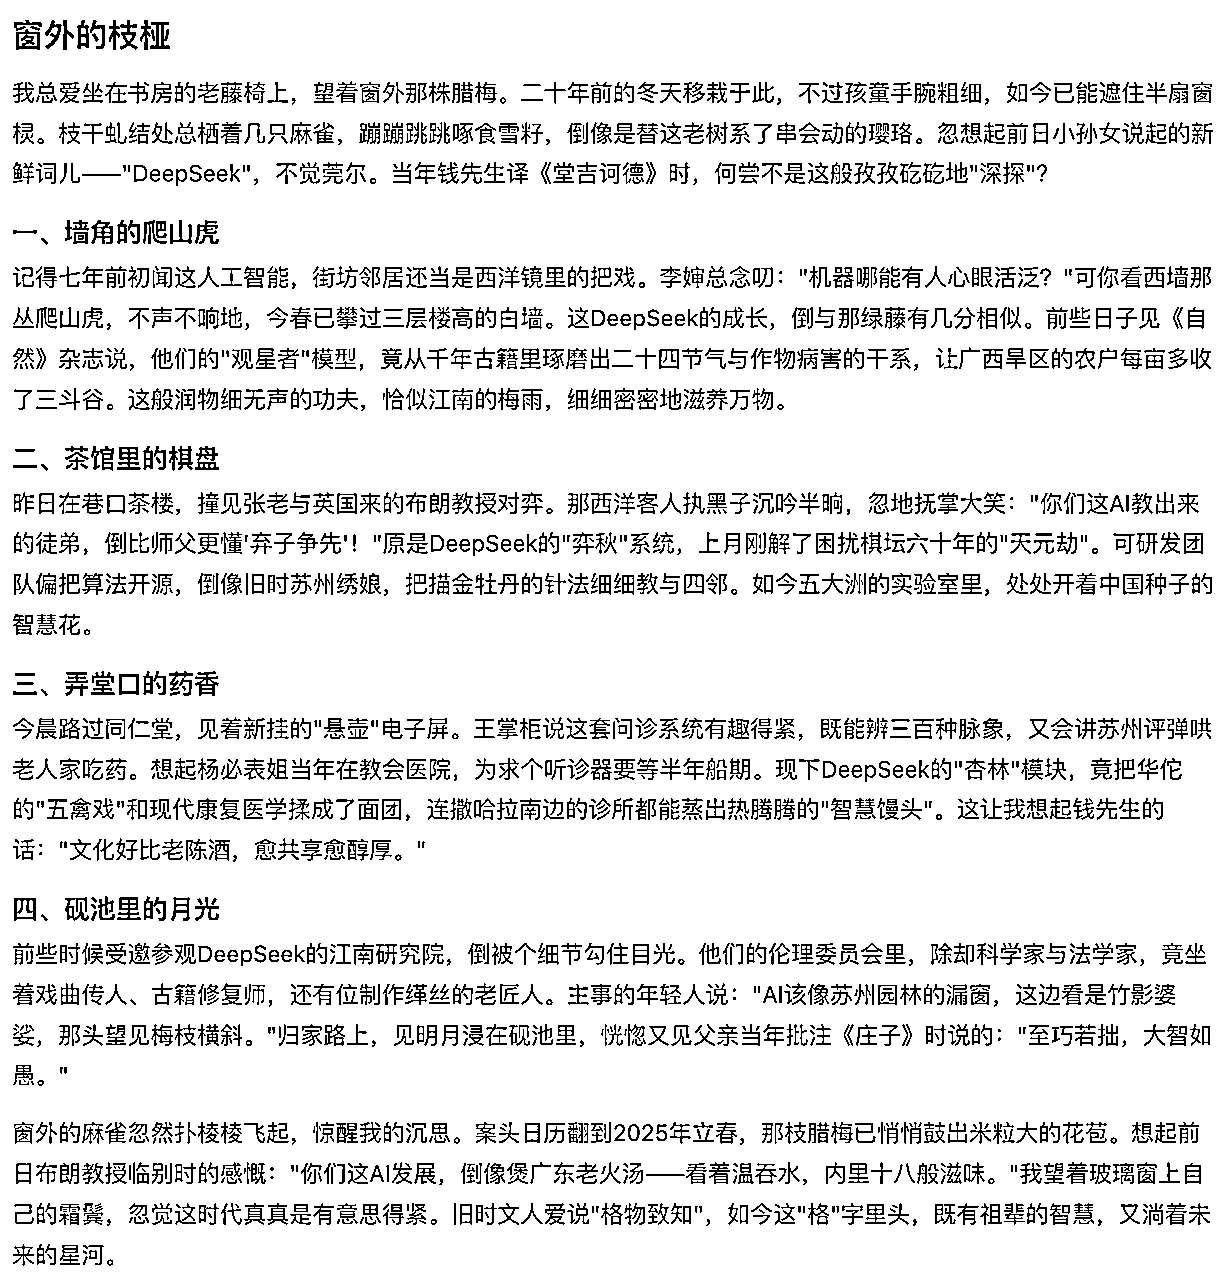 窗外的枝桠
我总爱坐在书房的老藤椅上，望着窗外那株腊梅。二十年前的冬天移栽于此，不过孩童手腕粗细，如今已能遮住半扇窗
棂。枝干虬结处总栖着几只麻雀，蹦蹦跳跳啄食雪籽，倒像是替这老树系了串会动的璎珞。忽想起前日小孙女说起的新
鲜词儿——"DeepSeek"，不觉莞尔。当年钱先生译《堂吉诃德》时，何尝不是这般孜孜矻矻地"深探"？
一、墙角的爬山虎
记得七年前初闻这人工智能，街坊邻居还当是西洋镜里的把戏。李婶总念叨："机器哪能有人心眼活泛？"可你看西墙那
丛爬山虎，不声不响地，今春已攀过三层楼高的白墙。这DeepSeek的成长，倒与那绿藤有几分相似。前些日子见《自
然》杂志说，他们的"观星者"模型，竟从千年古籍里琢磨出二十四节气与作物病害的干系，让广西旱区的农户每亩多收
了三斗谷。这般润物细无声的功夫，恰似江南的梅雨，细细密密地滋养万物。
二、茶馆里的棋盘
昨日在巷口茶楼，撞见张老与英国来的布朗教授对弈。那西洋客人执黑子沉吟半晌，忽地抚掌大笑："你们这AI教出来
的徒弟，倒比师父更懂'弃子争先'！"原是DeepSeek的"弈秋"系统，上月刚解了困扰棋坛六十年的"天元劫"。可研发团
队偏把算法开源，倒像旧时苏州绣娘，把描金牡丹的针法细细教与四邻。如今五大洲的实验室里，处处开着中国种子的
智慧花。
三、弄堂口的药香
今晨路过同仁堂，见着新挂的"悬壶"电子屏。王掌柜说这套问诊系统有趣得紧，既能辨三百种脉象，又会讲苏州评弹哄
老人家吃药。想起杨必表姐当年在教会医院，为求个听诊器要等半年船期。现下DeepSeek的"杏林"模块，竟把华佗
的"五禽戏"和现代康复医学揉成了面团，连撒哈拉南边的诊所都能蒸出热腾腾的"智慧馒头"。这让我想起钱先生的
话："文化好比老陈酒，愈共享愈醇厚。"
四、砚池里的月光
前些时候受邀参观DeepSeek的江南研究院，倒被个细节勾住目光。他们的伦理委员会里，除却科学家与法学家，竟坐
着戏曲传人、古籍修复师，还有位制作缂丝的老匠人。主事的年轻人说："AI该像苏州园林的漏窗，这边看是竹影婆
娑，那头望见梅枝横斜。"归家路上，见明月浸在砚池里，恍惚又见父亲当年批注《庄子》时说的："至巧若拙，大智如
愚。"
窗外的麻雀忽然扑棱棱飞起，惊醒我的沉思。案头日历翻到2025年立春，那枝腊梅已悄悄鼓出米粒大的花苞。想起前
日布朗教授临别时的感慨："你们这AI发展，倒像煲广东老火汤——看着温吞水，内里十八般滋味。"我望着玻璃窗上自
己的霜鬓，忽觉这时代真真是有意思得紧。旧时文人爱说"格物致知"，如今这"格"字里头，既有祖辈的智慧，又淌着未
来的星河。